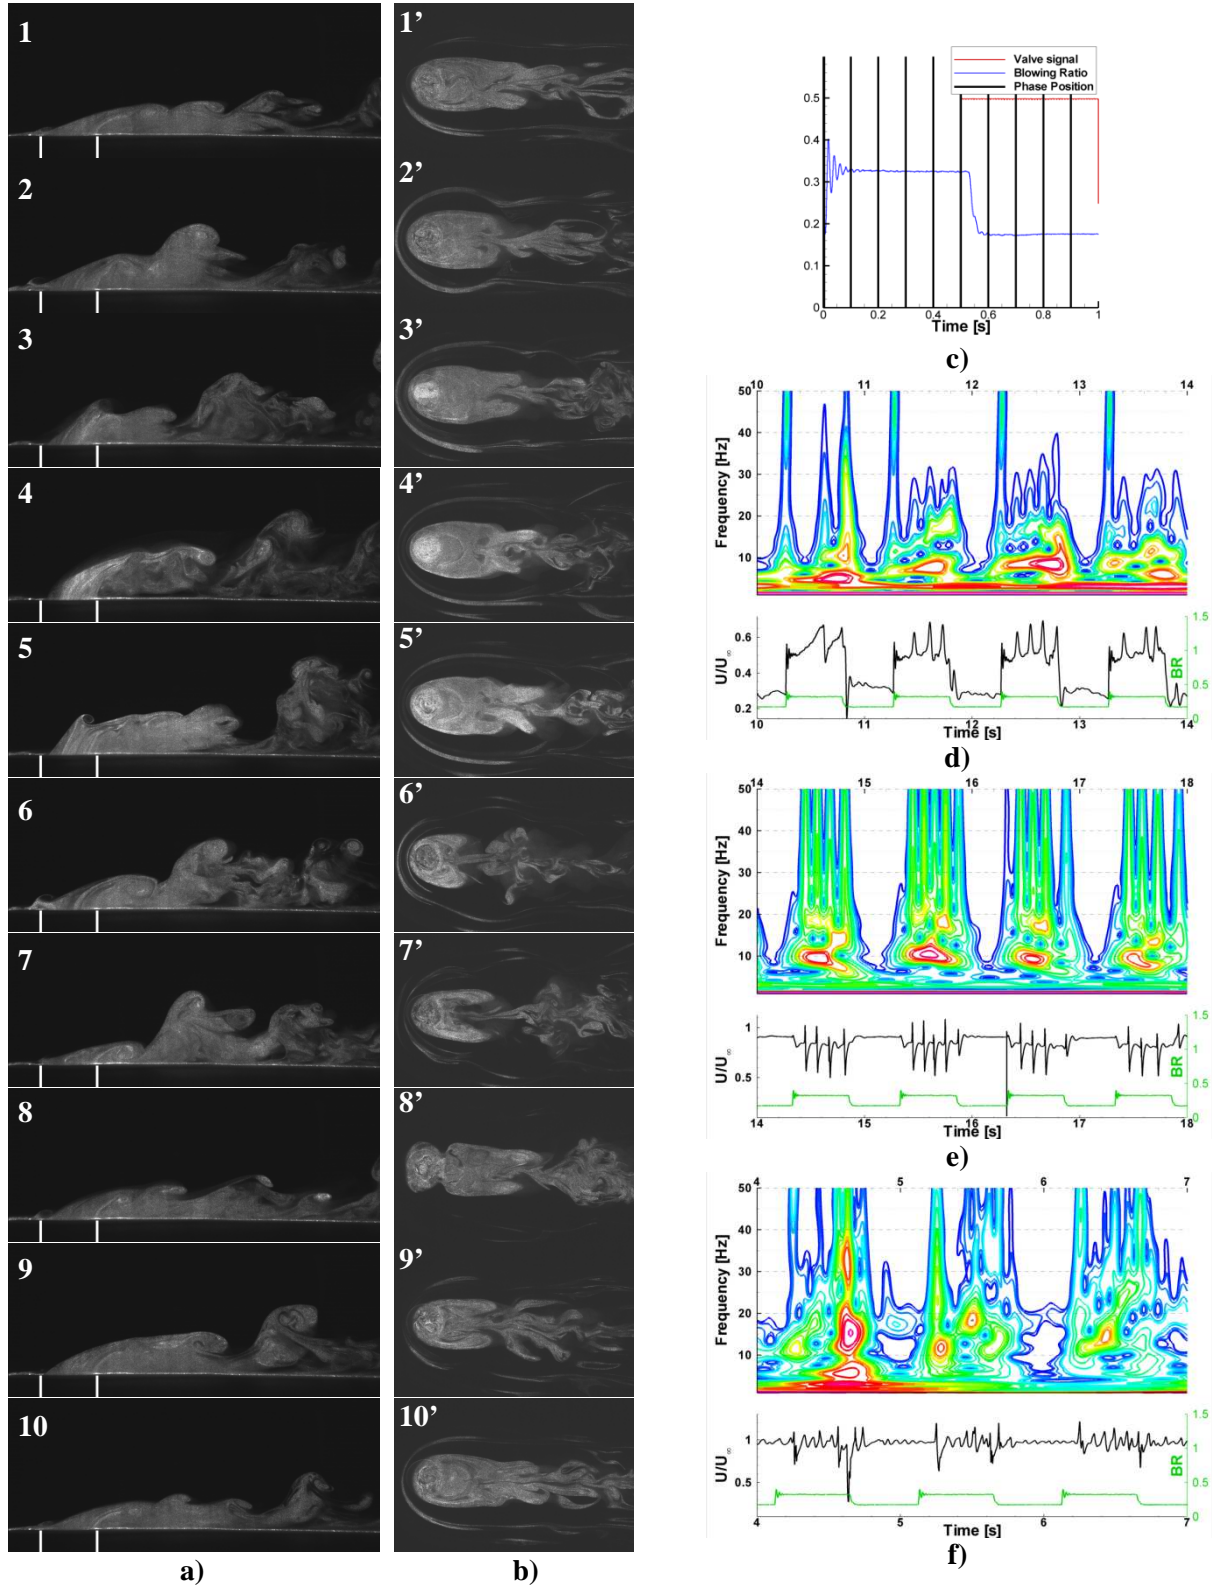 1
2
3
4
5
6
7
8
9
10
a)
1’
2’
3’
4’
5’
6’
7’
8’
9’
10’
b)
Valve signal
Blowing Ratio
Phase Position
0.5
0.4
0.3
0.2
0.1
0
0 0.2 0.4 0.6 0.8 1
Time [s]
c)
10 11 12 13 14
50
40
30
20
10
Frequency [Hz]
0.6
0.4
0.2
U/U∞
1.5
1
0.5
0
BR
10 11 12 13 14
Time [s]
d)
14 15 16 17 18
50
40
30
20
10
Frequency [Hz]
1
0.5
U/U∞
1.5
1
0.5
0
BR
14 15 16 17 18
Time [s]
e)
4 5 6 7
50
40
30
20
10
Frequency [Hz]
1
0.5
U/U∞
1.5
1
0.5
0
BR
4 5 6 7
Time [s]
f)